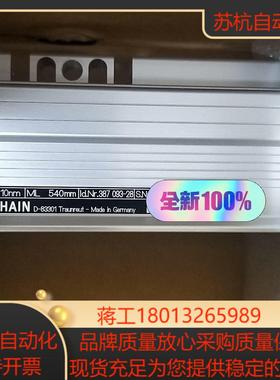 苏杭自动
10nm ML 540mm Id.Nr.387 093-28 S.N
HAIN D-83301 Traunreut - Made in Germany
全新100%
蒋工18013265989
自动化 品牌质量放心采购质量保
开票 现货充足为您提供稳定的